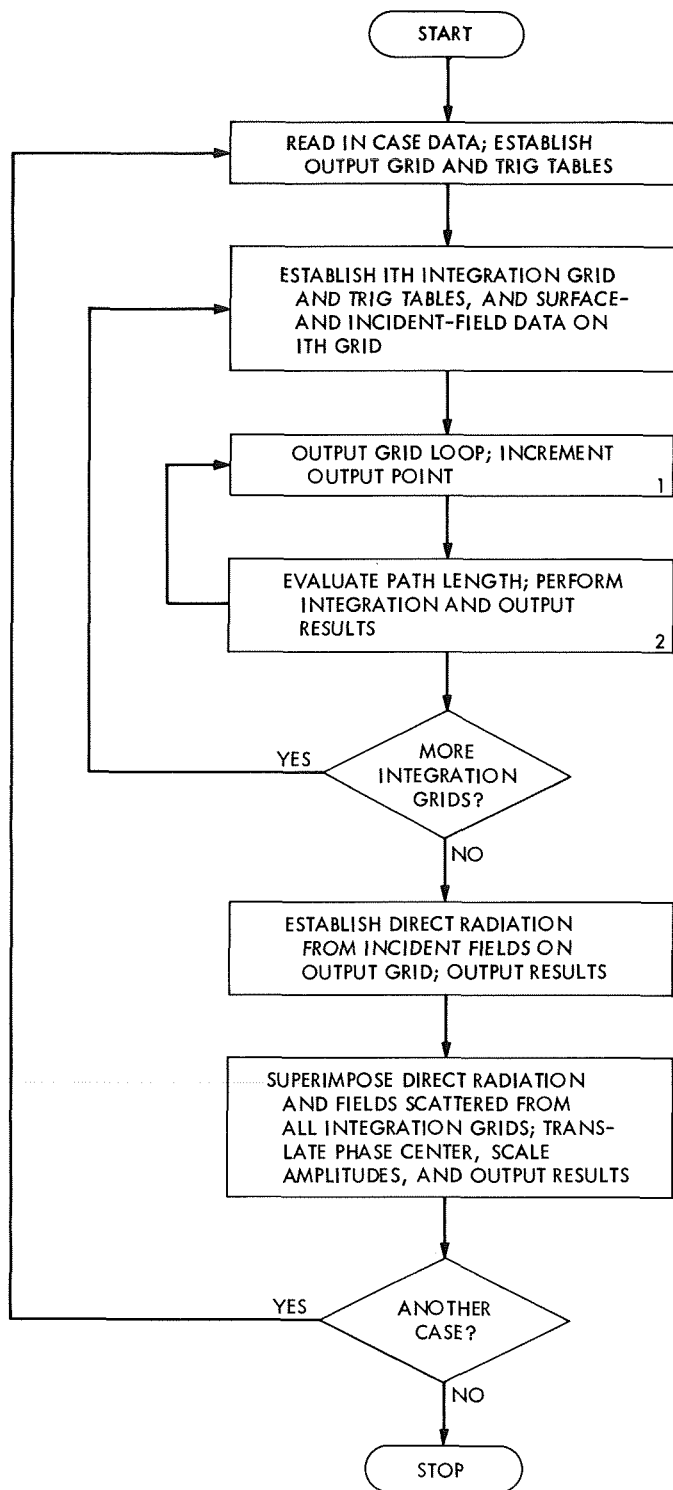 START
READ IN CASE DATA; ESTABLISH
OUTPUT GRID AND TRIG TABLES
ESTABLISH ITH INTEGRATION GRID
AND TRIG TABLES, AND SURFACE-
AND INCIDENT-FIELD DATA ON
ITH GRID
OUTPUT GRID LOOP; INCREMENT
OUTPUT POINT
1
EVALUATE PATH LENGTH; PERFORM
INTEGRATION AND OUTPUT
RESULTS
2
YES
MORE
INTEGRATION
GRIDS?
NO
ESTABLISH DIRECT RADIATION
FROM INCIDENT FIELDS ON
OUTPUT GRID; OUTPUT RESULTS
SUPERIMPOSE DIRECT RADIATION
AND FIELDS SCATTERED FROM
ALL INTEGRATION GRIDS; TRANS-
LATE PHASE CENTER, SCALE
AMPLITUDES, AND OUTPUT RESULTS
YES
ANOTHER
CASE?
NO
STOP